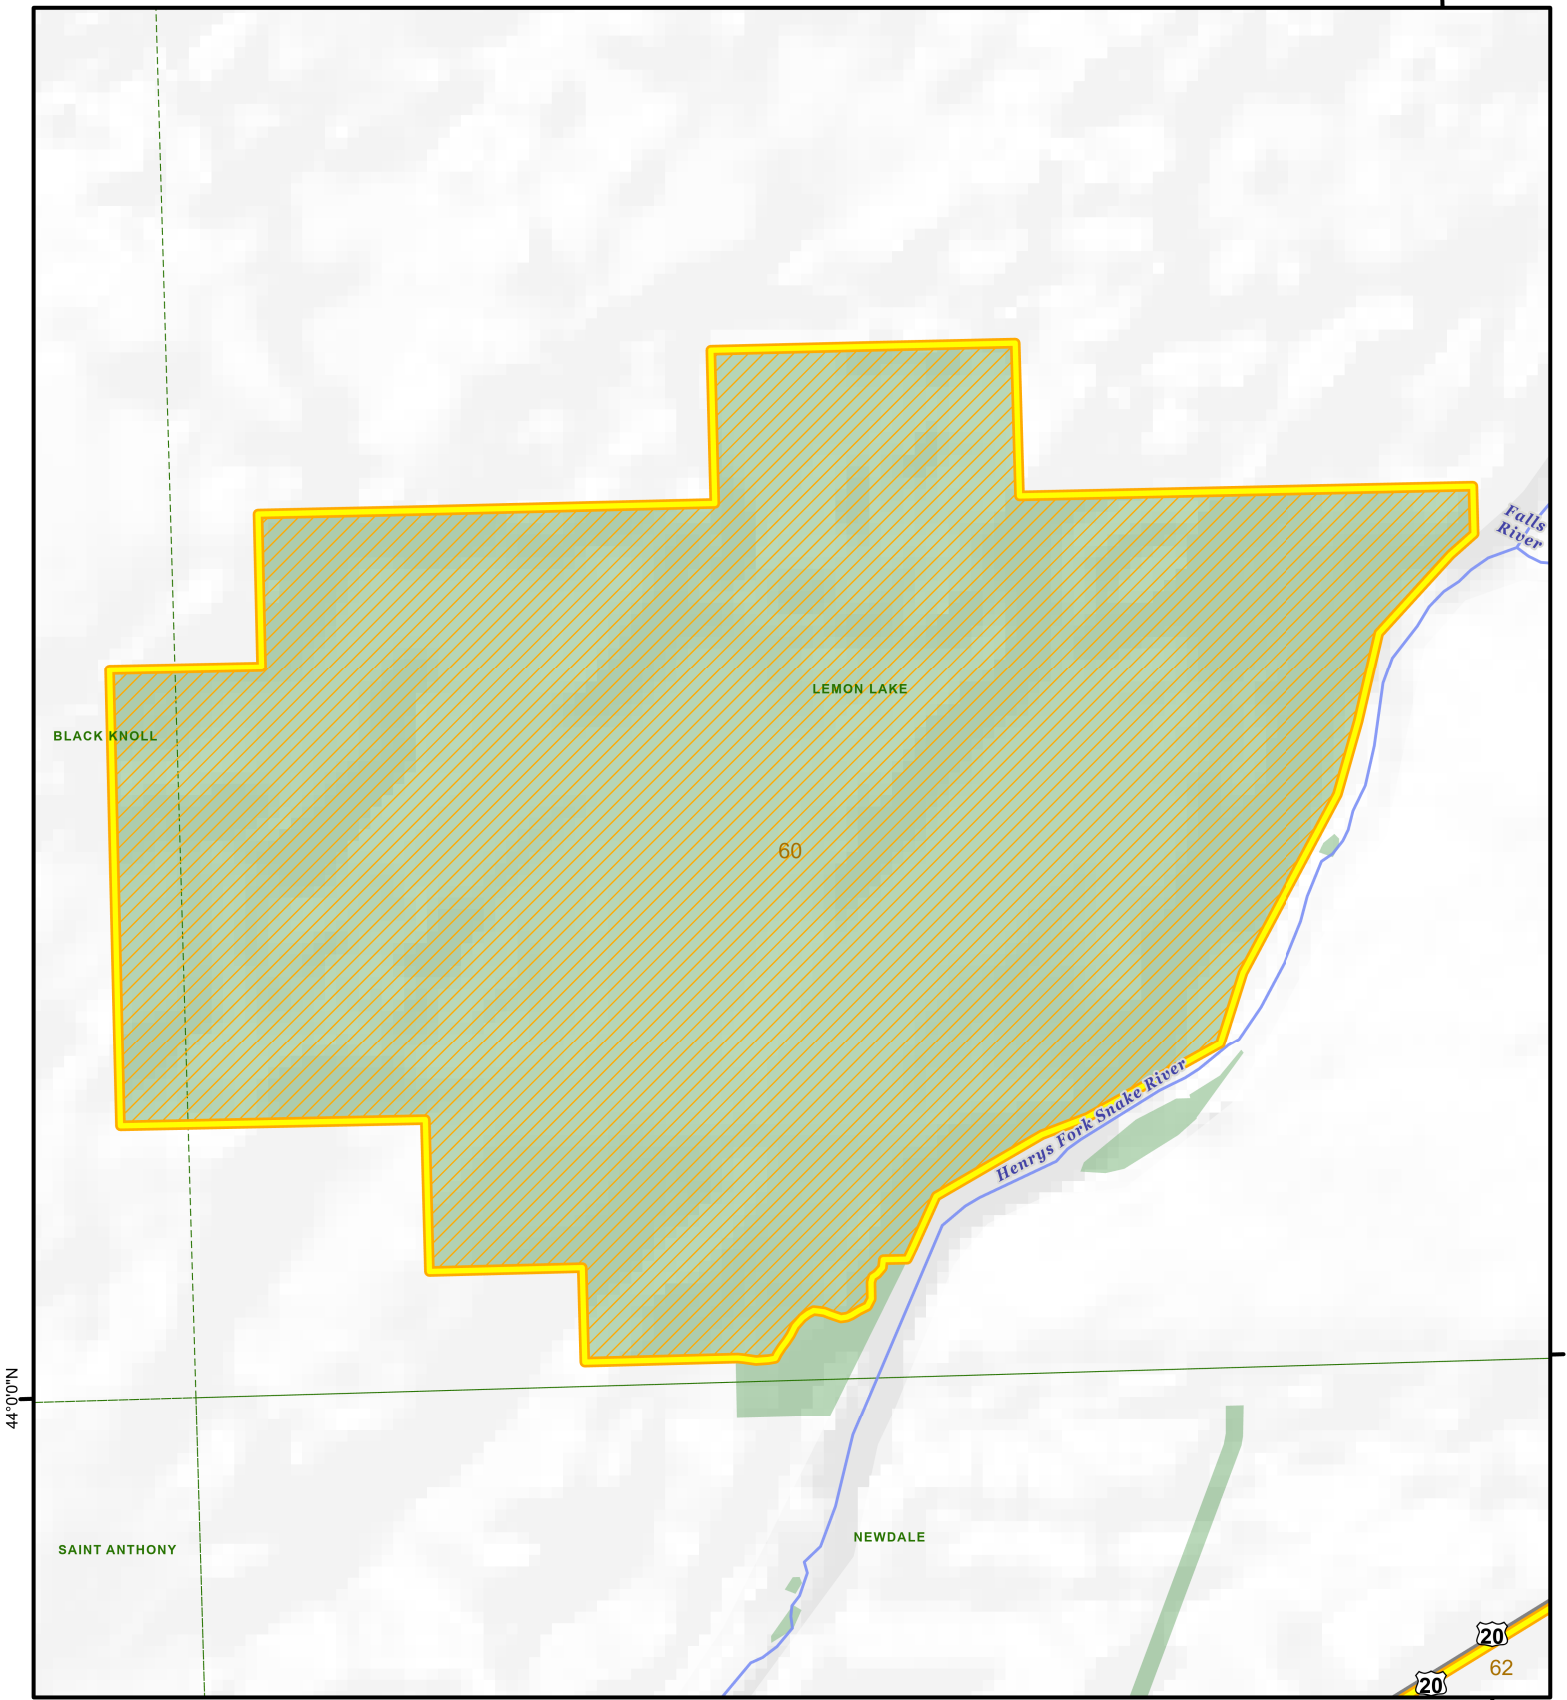 Falls
River
LEMON LAKE
BLACK KNOLL
60
Henrys Fork Snake River
44°0'0"N
NEWDALE
SAINT ANTHONY
20
62
20